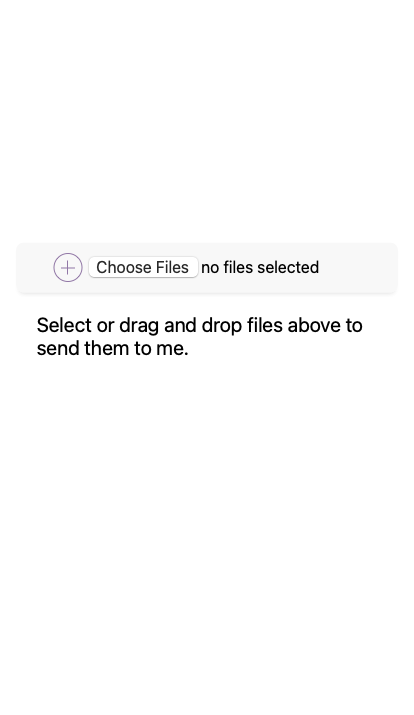 Choose Files no files selected
Select or drag and drop files above to
send them to me.